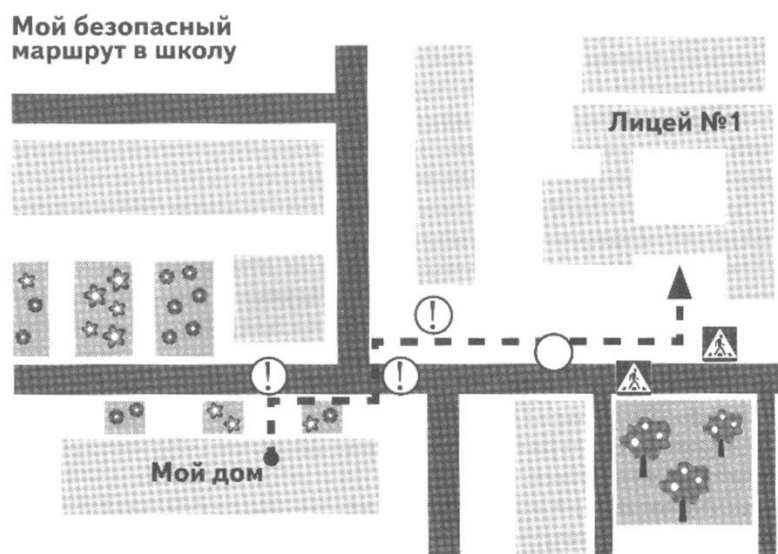 Мой безопасный
маршрут в школу
Лицей №1
!
!
!
Мой дом